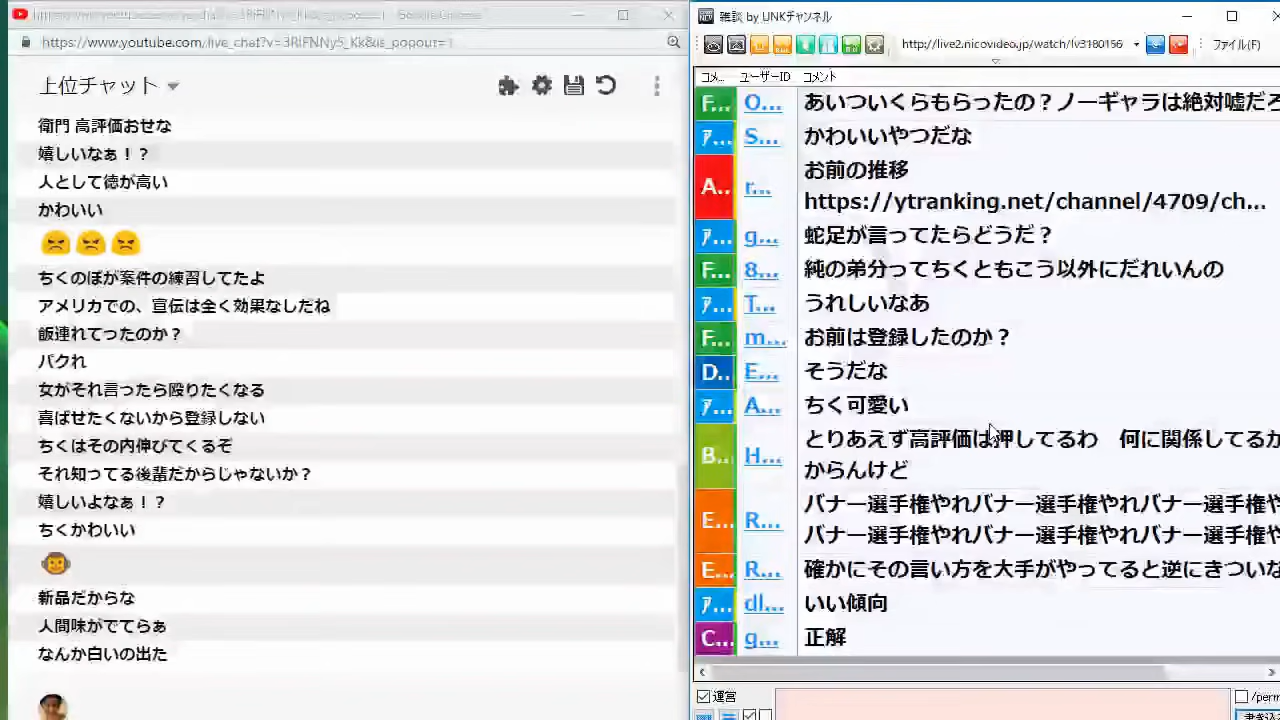 https://www.youtube.com/live_chat?v=3RIFNNy5_Kk&is_popout=1
上位チャット
衛門 高評価おせな
嬉しいなぁ！？
人として徳が高い
かわいい
ちくのぼが案件の練習してたよ
アメリカでの、宣伝は全く効果なしだね
飯連れてったのか？
パクれ
女がそれ言ったら殴りたくなる
喜ばせたくないから登録しない
ちくはその内伸びてくるぞ
それ知ってる後輩だからじゃないか？
嬉しいよなぁ！？
ちくかわいい
新品だからな
人間味がでてらぁ
なんか白いの出た
雑談 by UNKチャンネル
http://live2.nicovideo.jp/watch/lv3180156
ファイル(F)
コメ... ユーザーID コメント
F... O... あいついくらもらったの？ノーギャラは絶対嘘だろ
ア... S... かわいいやつだな
A.. r... お前の推移
https://ytranking.net/channel/4709/ch...
ア... g... 蛇足が言ってたらどうだ？
F... 8... 純の弟分ってちくともこう以外にだれいんの
ア... T... うれしいなあ
F... m... お前は登録したのか？
D.. E... そうだな
ア... A... ちく可愛い
B... H... とりあえず高評価は押してるわ　何に関係してるか
からんけど
E... R... バナー選手権やれバナー選手権やれバナー選手権や
バナー選手権やれバナー選手権やれバナー選手権や
E... R... 確かにその言い方を大手がやってると逆にきついな
ア... dl... いい傾向
C... g... 正解
運営
/perm